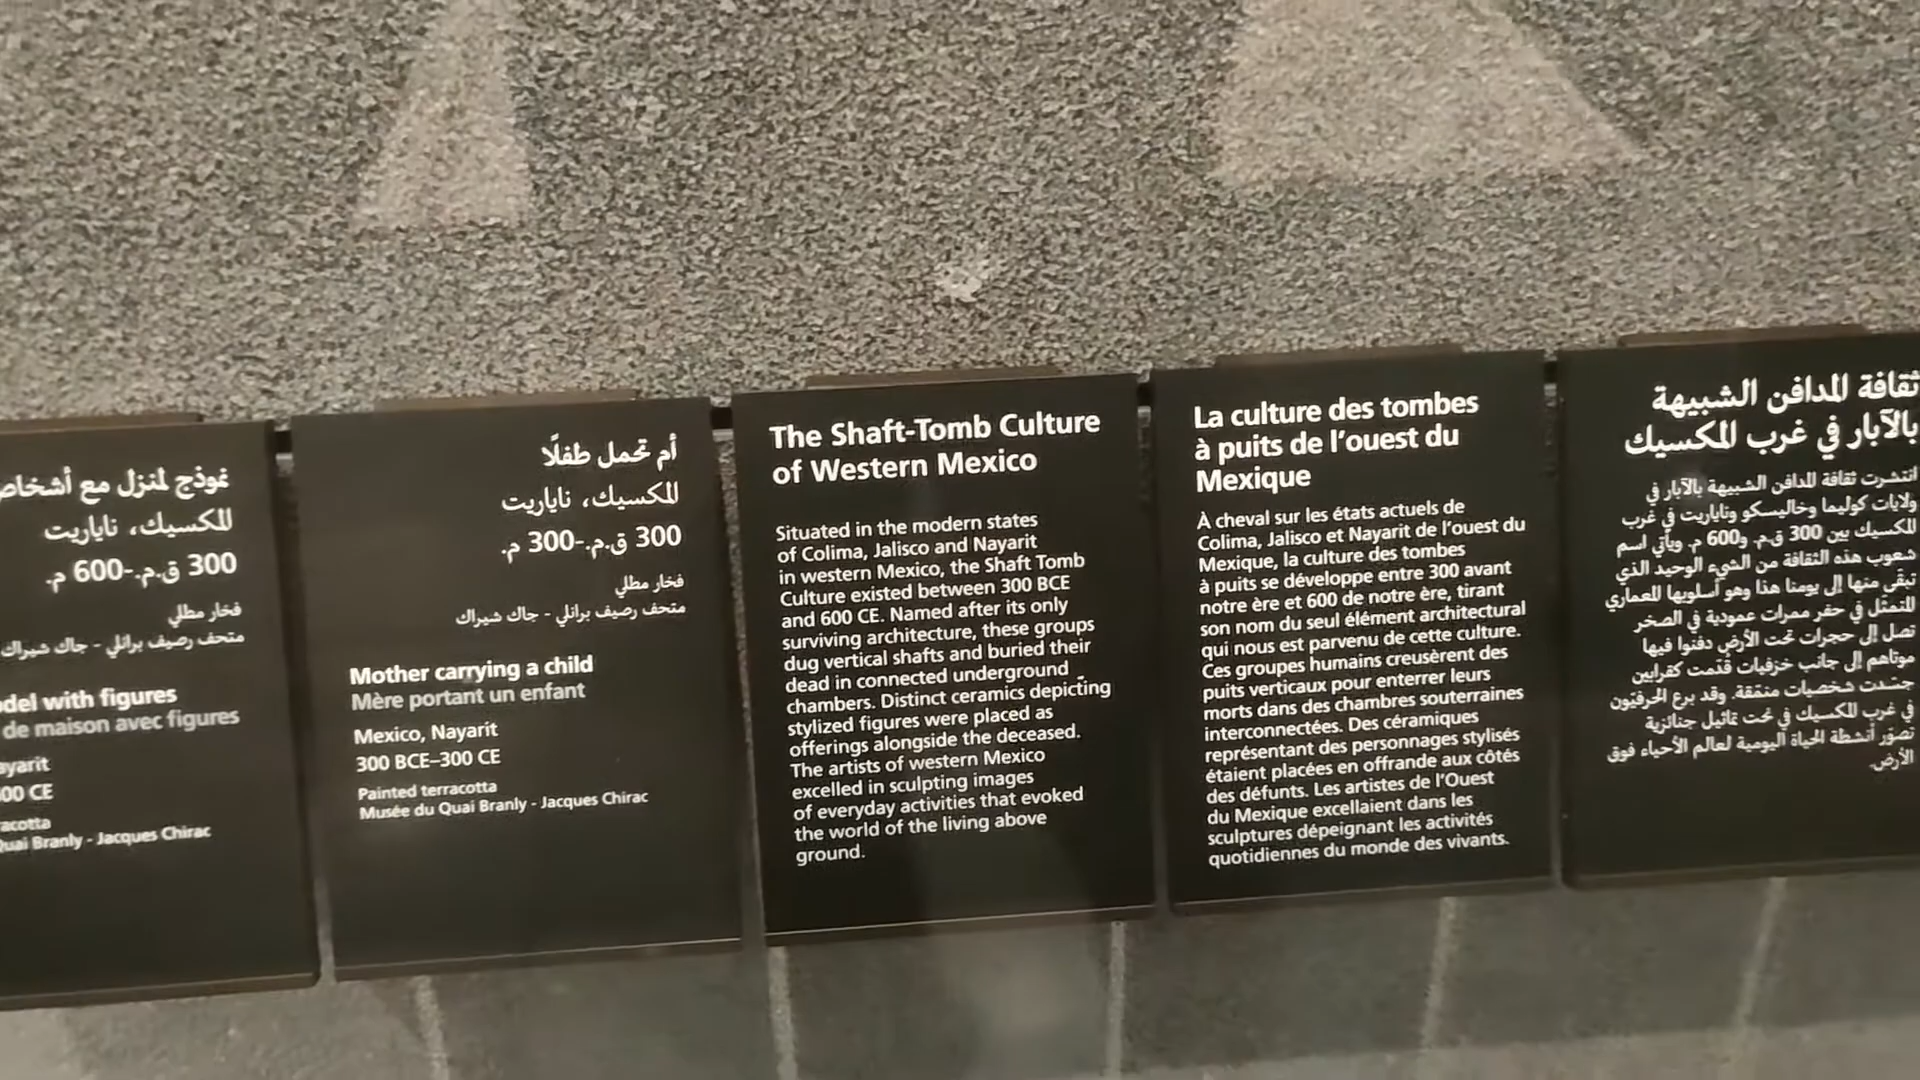 نموذج لمنزل مع أشخاص
المكسيك، ناياريت
300 ق.م.-600 م.
فخار مطلي
متحف رصيف برانلي - جاك شيراك
with figures
de maison avec figures
CE
Quai Branly - Jacques Chirac
أم تحمل طفلًا
المكسيك، ناياريت
300 ق.م.-300 م.
فخار مطلي
متحف رصيف برانلي - جاك شيراك
Mother carrying a child
Mère portant un enfant
Mexico, Nayarit
300 BCE–300 CE
Painted terracotta
Musée du Quai Branly - Jacques Chirac
The Shaft-Tomb Culture
of Western Mexico
Situated in the modern states
of Colima, Jalisco and Nayarit
in western Mexico, the Shaft Tomb
Culture existed between 300 BCE
and 600 CE. Named after its only
surviving architecture, these groups
dug vertical shafts and buried their
dead in connected underground
chambers. Distinct ceramics depicting
stylized figures were placed as
offerings alongside the deceased.
The artists of western Mexico
excelled in sculpting images
of everyday activities that evoked
the world of the living above
ground.
La culture des tombes
à puits de l'ouest du
Mexique
À cheval sur les états actuels de
Colima, Jalisco et Nayarit de l'ouest du
Mexique, la culture des tombes
à puits se développe entre 300 avant
notre ère et 600 de notre ère, tirant
son nom du seul élément architectural
qui nous est parvenu de cette culture.
Ces groupes humains creusèrent des
puits verticaux pour enterrer leurs
morts dans des chambres souterraines
interconnectées. Des céramiques
représentant des personnages stylisés
étaient placées en offrande aux côtés
des défunts. Les artistes de l'Ouest
du Mexique excellaient dans les
sculptures dépeignant les activités
quotidiennes du monde des vivants.
ثقافة المدافن الشبيهة
بالآبار في غرب المكسيك
انتشرت ثقافة المدافن الشبيهة بالآبار في
ولايات كوليما وخاليسكو وناياريت في غرب
المكسيك بين 300 ق.م. و600 م. ويأتي اسم
شعوب هذه الثقافة من الشيء الوحيد الذي
تبقّى منها إلى يومنا هذا وهو أسلوبها المعماري
المتمثّل في حفر ممرات عمودية في الصخر
تصل إلى حجرات تحت الأرض دفنوا فيها
موتاهم إلى جانب خزفيات قُدّمت كقرابين
جسّدت شخصيات منمّقة. وقد برع الحرفيّون
في غرب المكسيك في نحت تماثيل جنائزية
تصوّر أنشطة الحياة اليومية لعالم الأحياء فوق
الأرض.